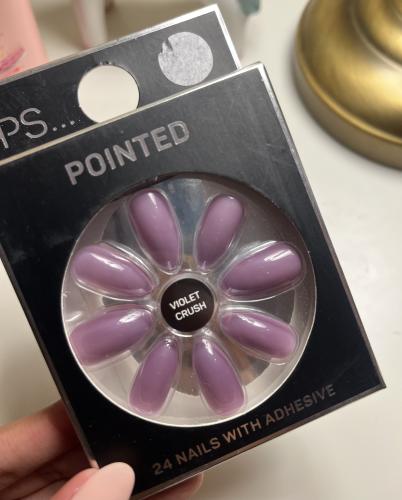 PS...
POINTED
VIOLET
CRUSH
24 NAILS WITH ADHESIVE